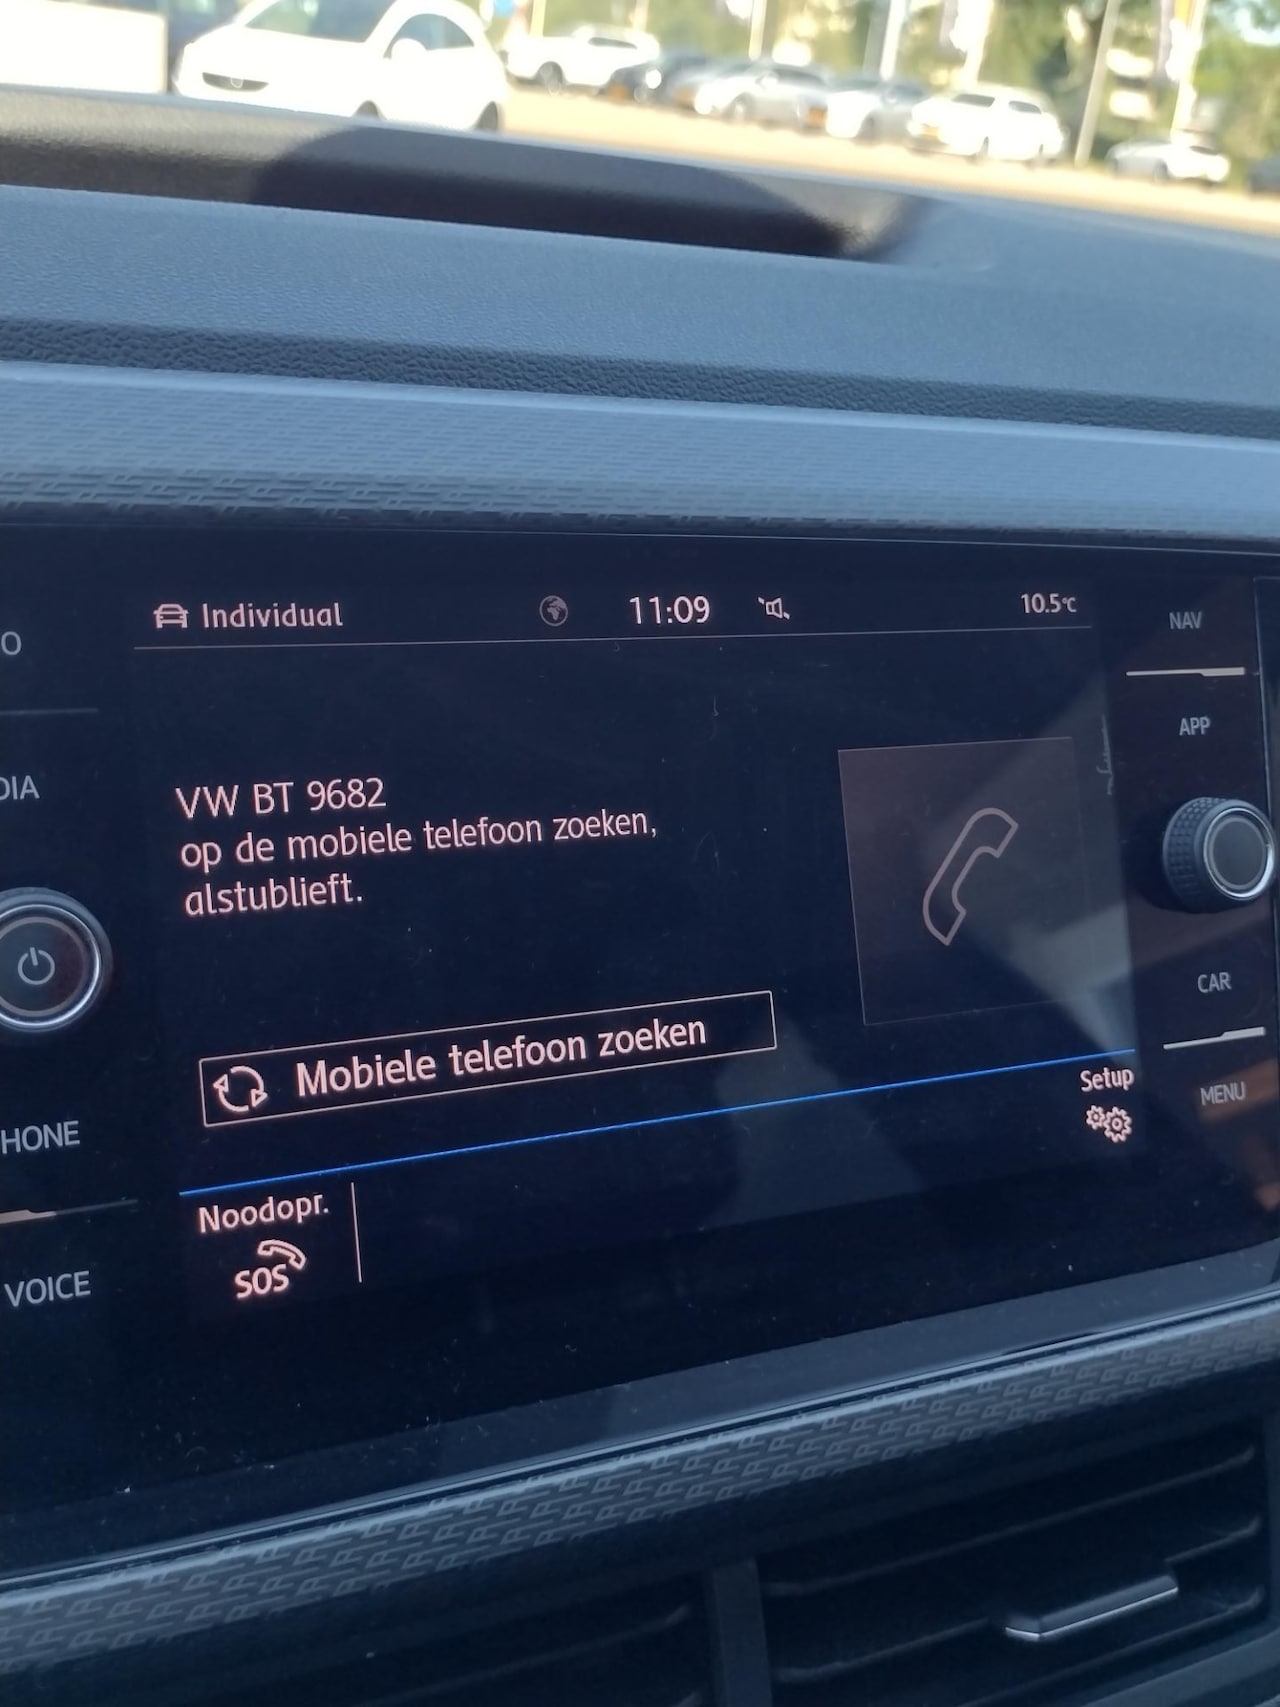 Individual
11:09
10.5°C
NAV
APP
VW BT 9682
op de mobiele telefoon zoeken,
alstublieft.
CAR
Mobiele telefoon zoeken
Setup
MENU
HONE
Noodopr.
SOS
VOICE
O
DIA